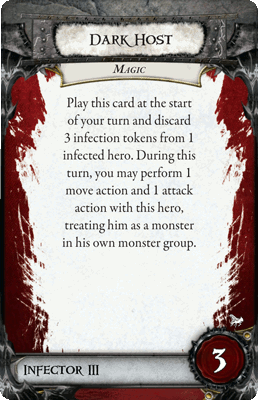 Dark Host
Magic
Play this card at the start
of your turn and discard
3 infection tokens from 1
infected hero. During this
turn, you may perform 1
move action and 1 attack
action with this hero,
treating him as a monster
in his own monster group.
Infector III
3